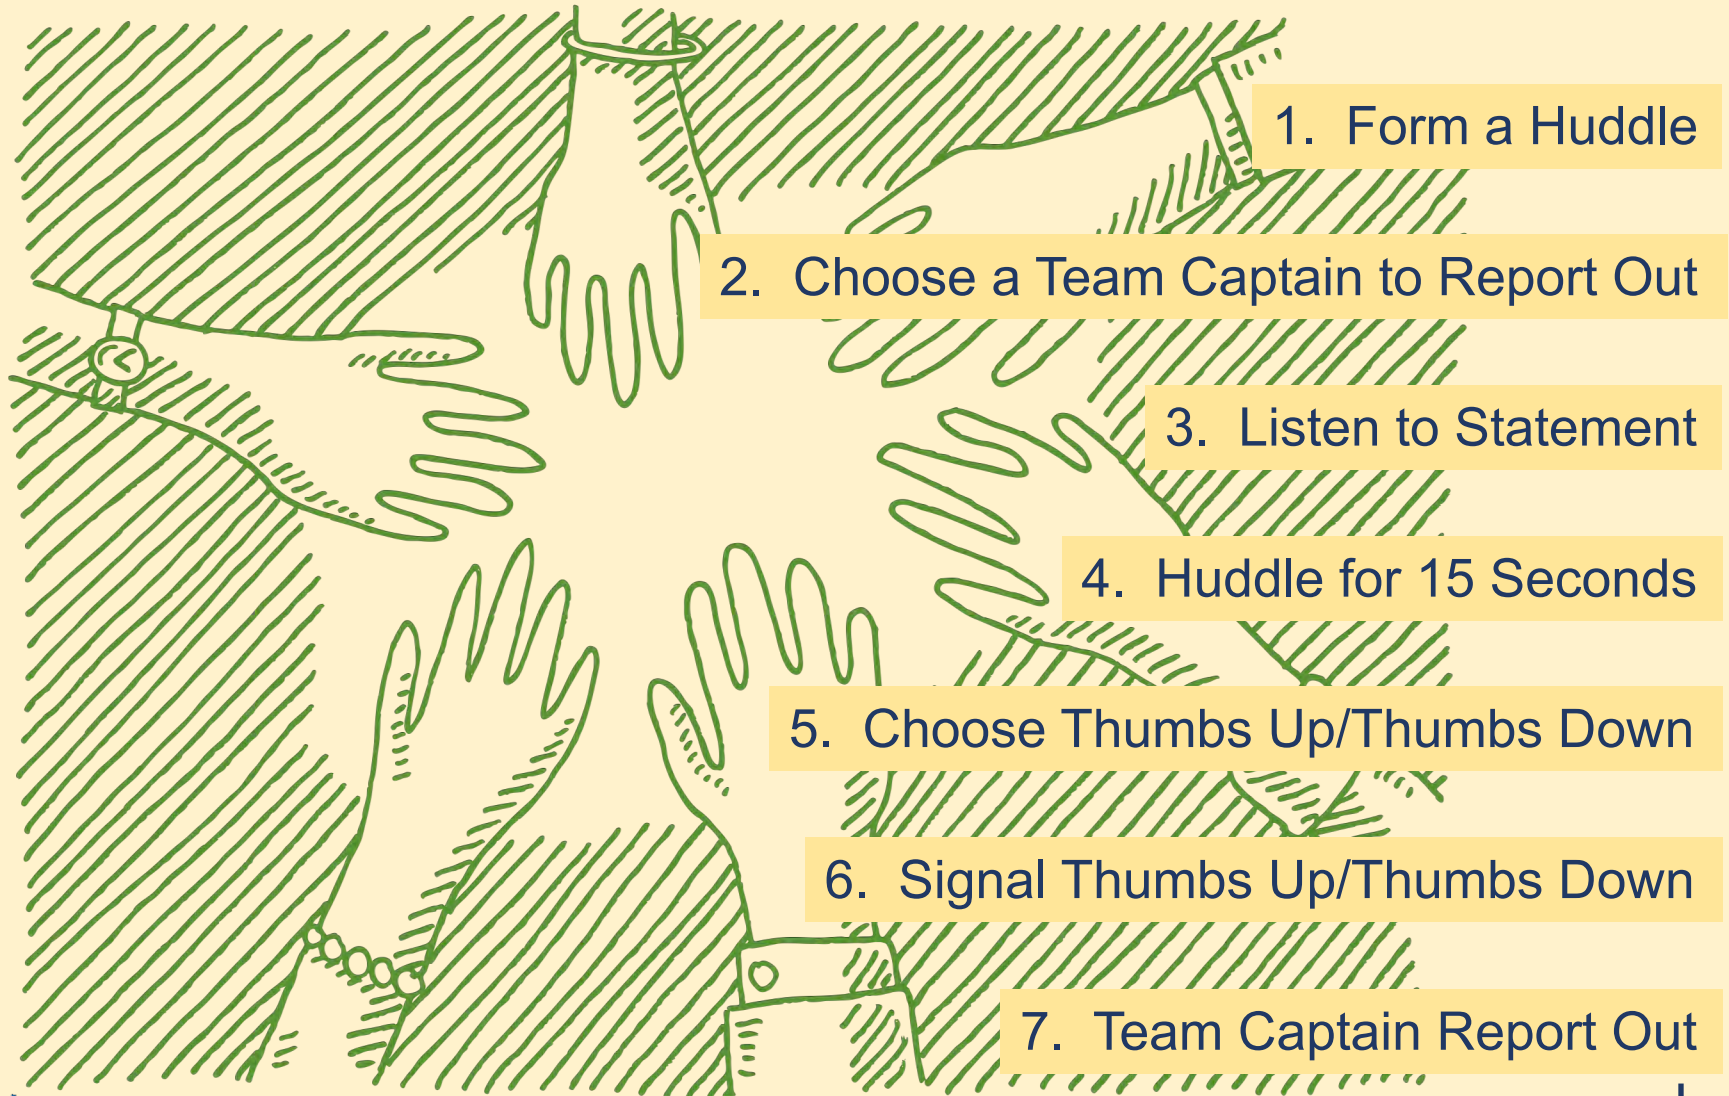 1. Form a Huddle
2. Choose a Team Captain to Report Out
3. Listen to Statement
4. Huddle for 15 Seconds
5. Choose Thumbs Up/Thumbs Down
6. Signal Thumbs Up/Thumbs Down
7. Team Captain Report Out